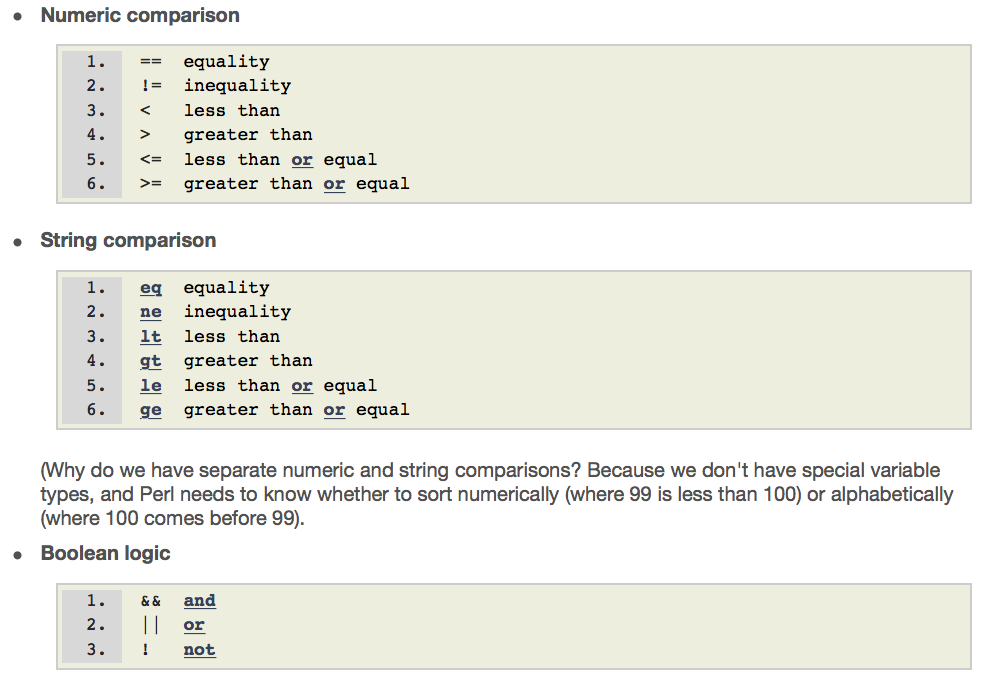 • Numeric comparison
1. == equality
2. != inequality
3. < less than
4. > greater than
5. <= less than or equal
6. >= greater than or equal
• String comparison
1. eq equality
2. ne inequality
3. lt less than
4. gt greater than
5. le less than or equal
6. ge greater than or equal
(Why do we have separate numeric and string comparisons? Because we don't have special variable
types, and Perl needs to know whether to sort numerically (where 99 is less than 100) or alphabetically
(where 100 comes before 99).
• Boolean logic
1. && and
2. || or
3. ! not